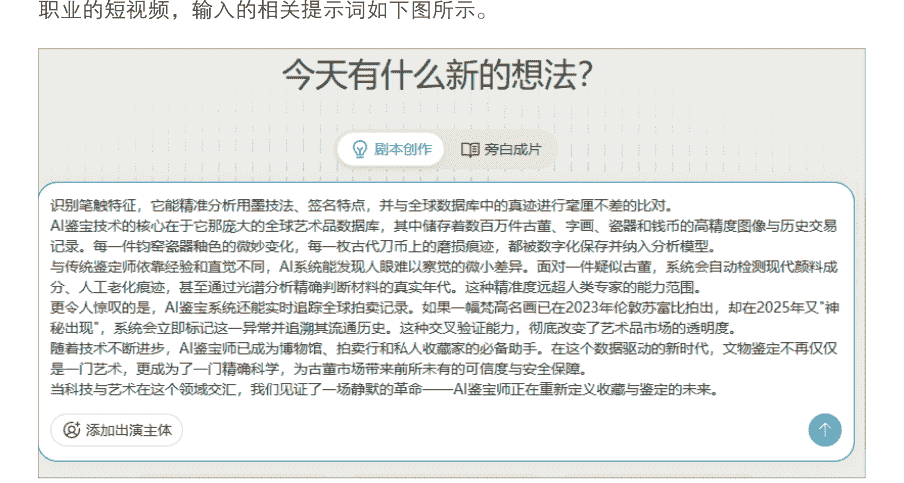 职业的短视频，输入的相关提示词如下图所示。
今天有什么新的想法？
剧本创作 旁白成片
识别笔触特征，它能精准分析用墨技法、签名特点，并与全球数据库中的真迹进行毫厘不差的比对。
AI鉴宝技术的核心在于它那庞大的全球艺术品数据库，其中储存着数百万件古董、字画、瓷器和钱币的高精度图像与历史交易
记录。每一件钧窑瓷器釉色的微妙变化，每一枚古代刀币上的磨损痕迹，都被数字化保存并纳入分析模型。
与传统鉴定师依靠经验和直觉不同，AI系统能发现人眼难以察觉的微小差异。面对一件疑似古董，系统会自动检测现代颜料成
分、人工老化痕迹，甚至通过光谱分析精确判断材料的真实年代。这种精准度远超人类专家的能力范围。
更令人惊叹的是，AI鉴宝系统还能实时追踪全球拍卖记录。如果一幅梵高名画已在2023年伦敦苏富比拍出，却在2025年又"神
秘出现"，系统会立即标记这一异常并追溯其流通历史。这种交叉验证能力，彻底改变了艺术品市场的透明度。
随着技术不断进步，AI鉴宝师已成为博物馆、拍卖行和私人收藏家的必备助手。在这个数据驱动的新时代，文物鉴定不再仅仅
是一门艺术，更成为了一门精确科学，为古董市场带来前所未有的可信度与安全保障。
当科技与艺术在这个领域交汇，我们见证了一场静默的革命——AI鉴宝师正在重新定义收藏与鉴定的未来。
添加出演主体